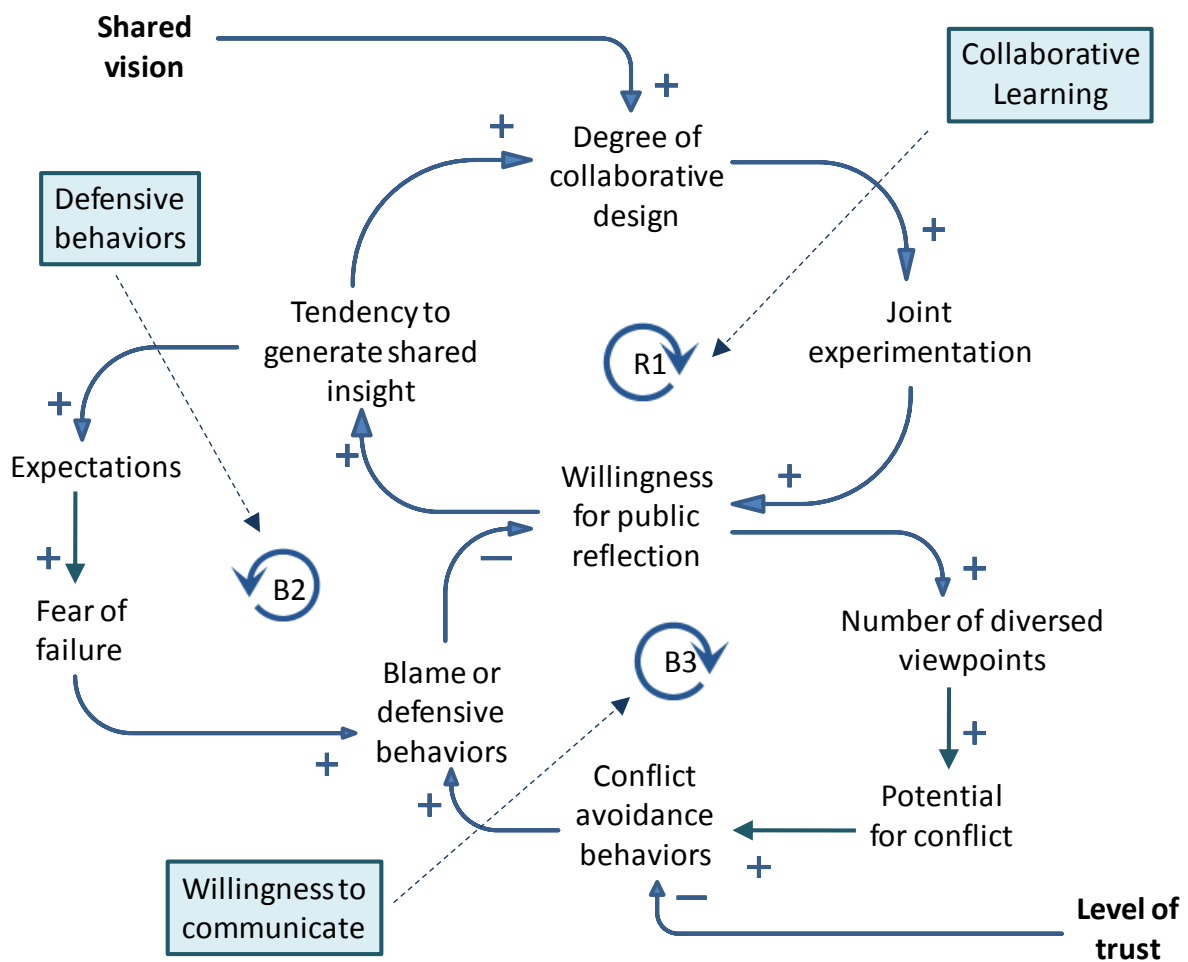 Shared
vision
Collaborative
Learning
+
+
Degree of
collaborative
design
Defensive
behaviors
+
Tendency to
generate shared
insight
R1
Joint
experimentation
+
+
Expectations
+
Willingness
for public
reflection
+
–
+
B2
Fear of
failure
Number of diversed
viewpoints
B3
Blame or
defensive
behaviors
+
+
Conflict
avoidance
behaviors
+
Potential
for conflict
+
–
Willingness to
communicate
Level of
trust